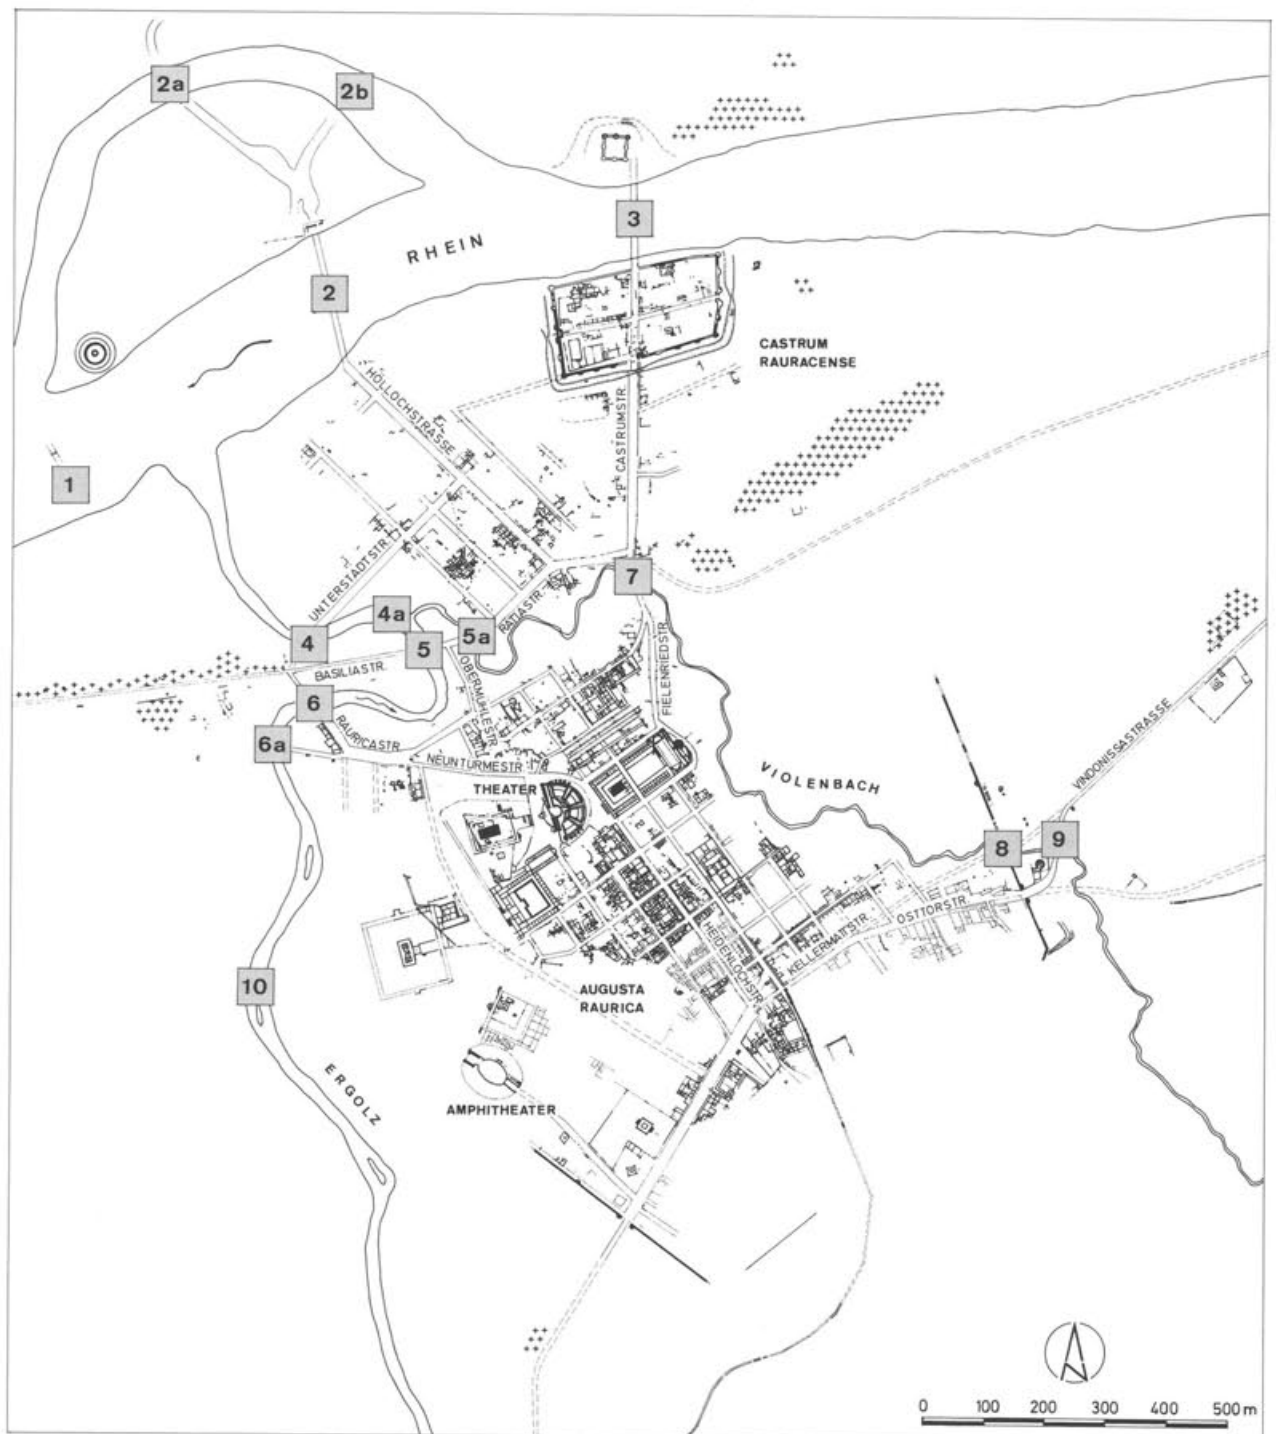 2a
2b
3
RHEIN
2
CASTRUM
RAURACENSE
HÖLLOCHSTRASSE
CASTRUMSTR.
1
UNTERSTADTSTR.
7
4a
RATIASTR.
4
5
5a
BASILIASTR.
OBERMÜHLESTR.
FIELENRIEDSTR.
6
RAURICASTR.
6a
NEUNTÜRMESTR.
THEATER
VIOLENBACH
VINDONISSASTRASSE
8
9
OSTTORSTR.
KELLERMATTSTR.
HEIDENLOCHSTR.
10
AUGUSTA
RAURICA
ERGOLZ
AMPHITHEATER
N
0 100 200 300 400 500 m